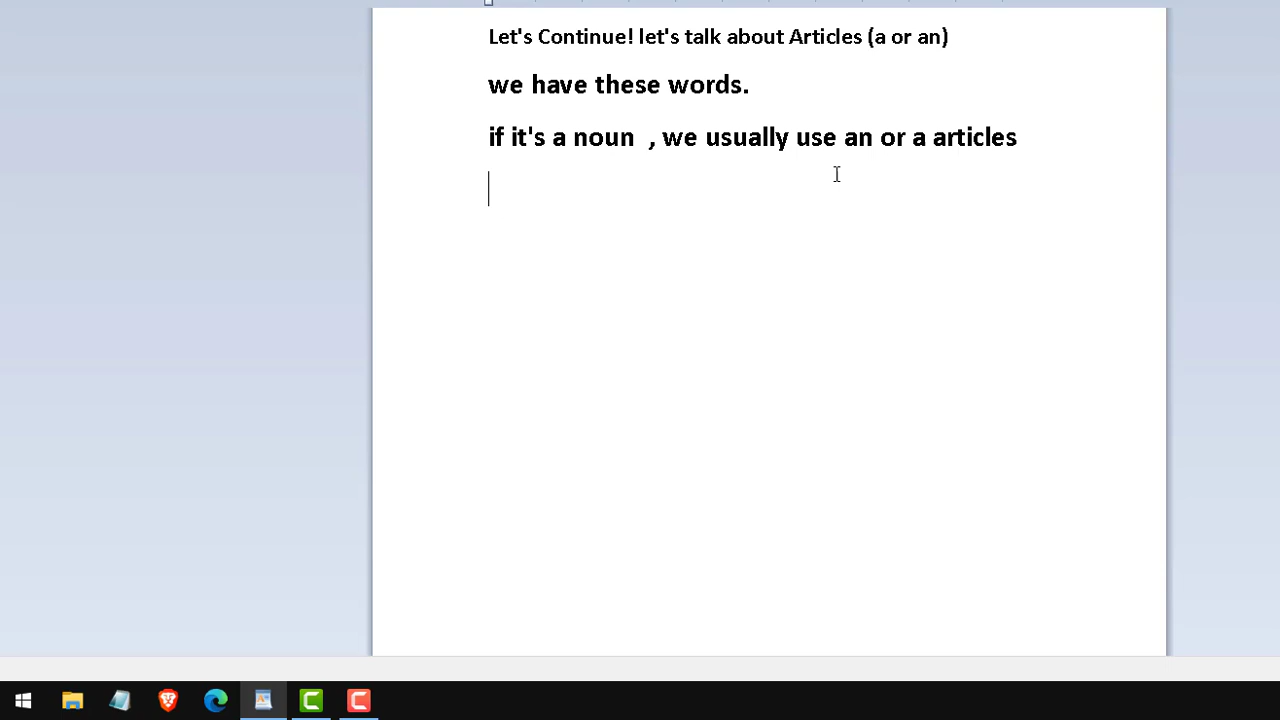 Let's Continue! let's talk about Articles (a or an)
we have these words.
if it's a noun  , we usually use an or a articles